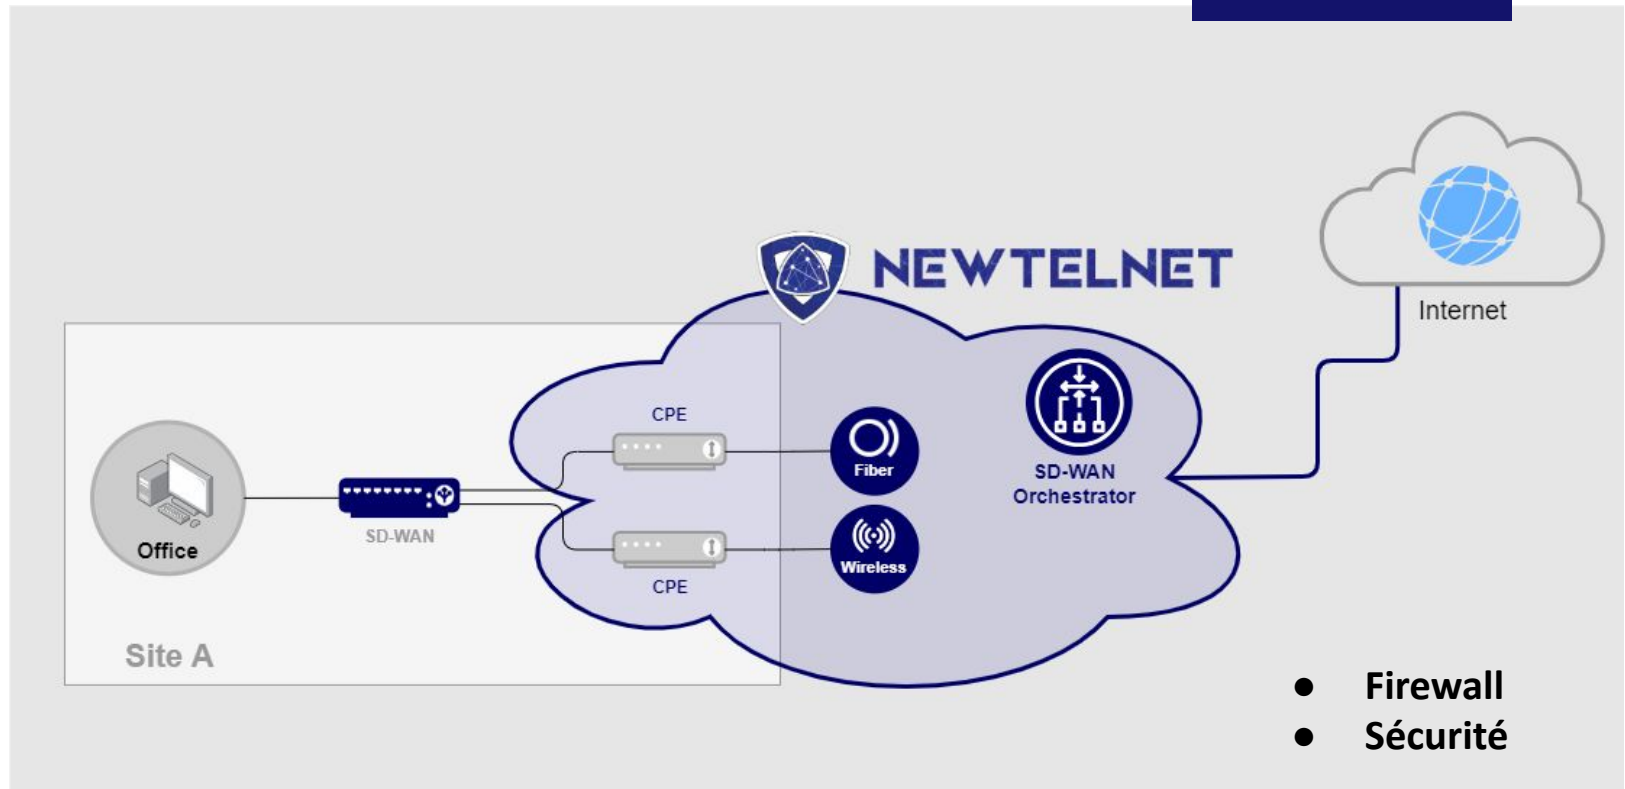 NEWTELNET
Internet
CPE
Fiber
SD-WAN
Orchestrator
SD-WAN
Office
Wireless
CPE
Site A
● Firewall
● Sécurité